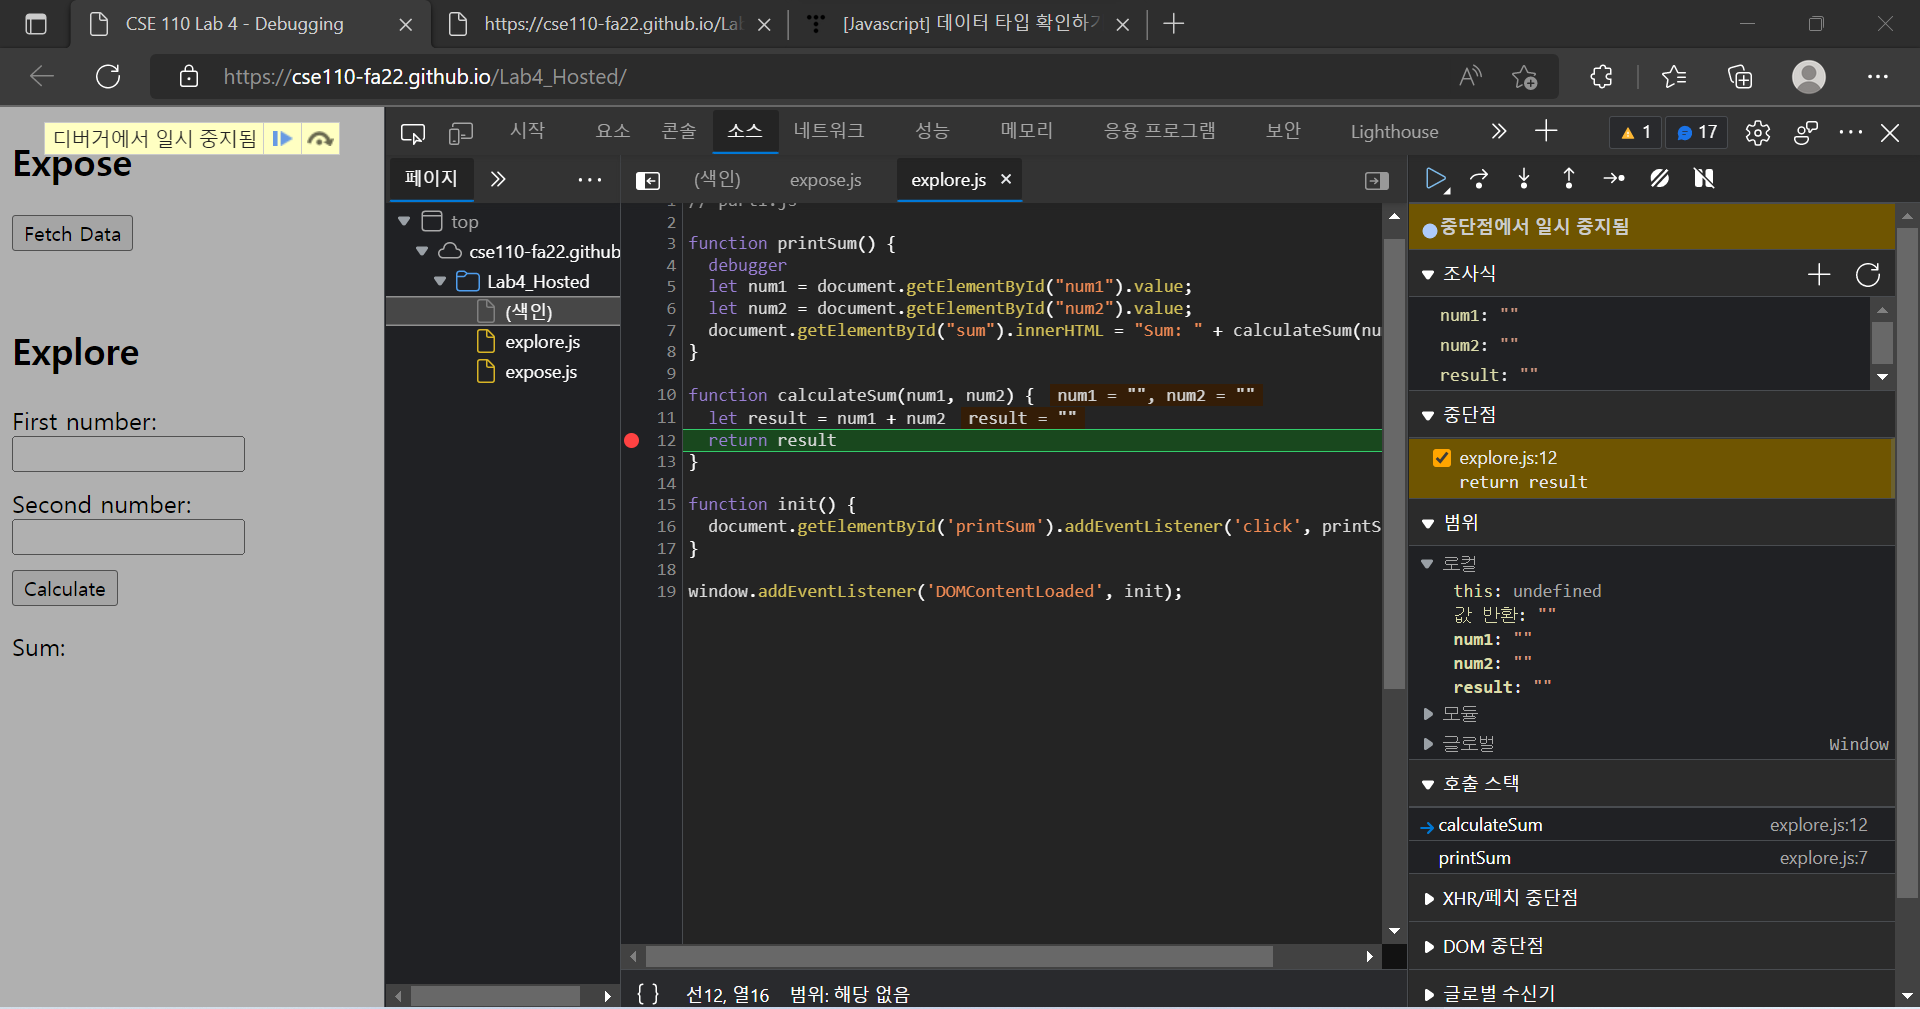 CSE 110 Lab 4 - Debugging
https://cse110-fa22.github.io/Lab
[Javascript] 데이터 타입 확인하기
https://cse110-fa22.github.io/Lab4_Hosted/
디버거에서 일시 중지됨
Expose
Fetch Data
Explore
First number:
Second number:
Calculate
Sum:
시작 요소 콘솔 소스 네트워크 성능 메모리 응용 프로그램 보안 Lighthouse
1 17
페이지
top
cse110-fa22.github
Lab4_Hosted
(색인)
explore.js
expose.js
(색인) expose.js explore.js
1 // part1.js
2
3 function printSum() {
4 debugger
5 let num1 = document.getElementById("num1").value;
6 let num2 = document.getElementById("num2").value;
7 document.getElementById("sum").innerHTML = "Sum: " + calculateSum(nu
8 }
9
10 function calculateSum(num1, num2) { num1 = "", num2 = ""
11 let result = num1 + num2 result = ""
12 return result
13 }
14
15 function init() {
16 document.getElementById('printSum').addEventListener('click', printS
17 }
18
19 window.addEventListener('DOMContentLoaded', init);
{ } 선12, 열16 범위: 해당 없음
중단점에서 일시 중지됨
조사식
num1: ""
num2: ""
result: ""
중단점
explore.js:12
return result
범위
로컬
this: undefined
값 반환: ""
num1: ""
num2: ""
result: ""
모듈
글로벌 Window
호출 스택
calculateSum explore.js:12
printSum explore.js:7
XHR/페치 중단점
DOM 중단점
글로벌 수신기